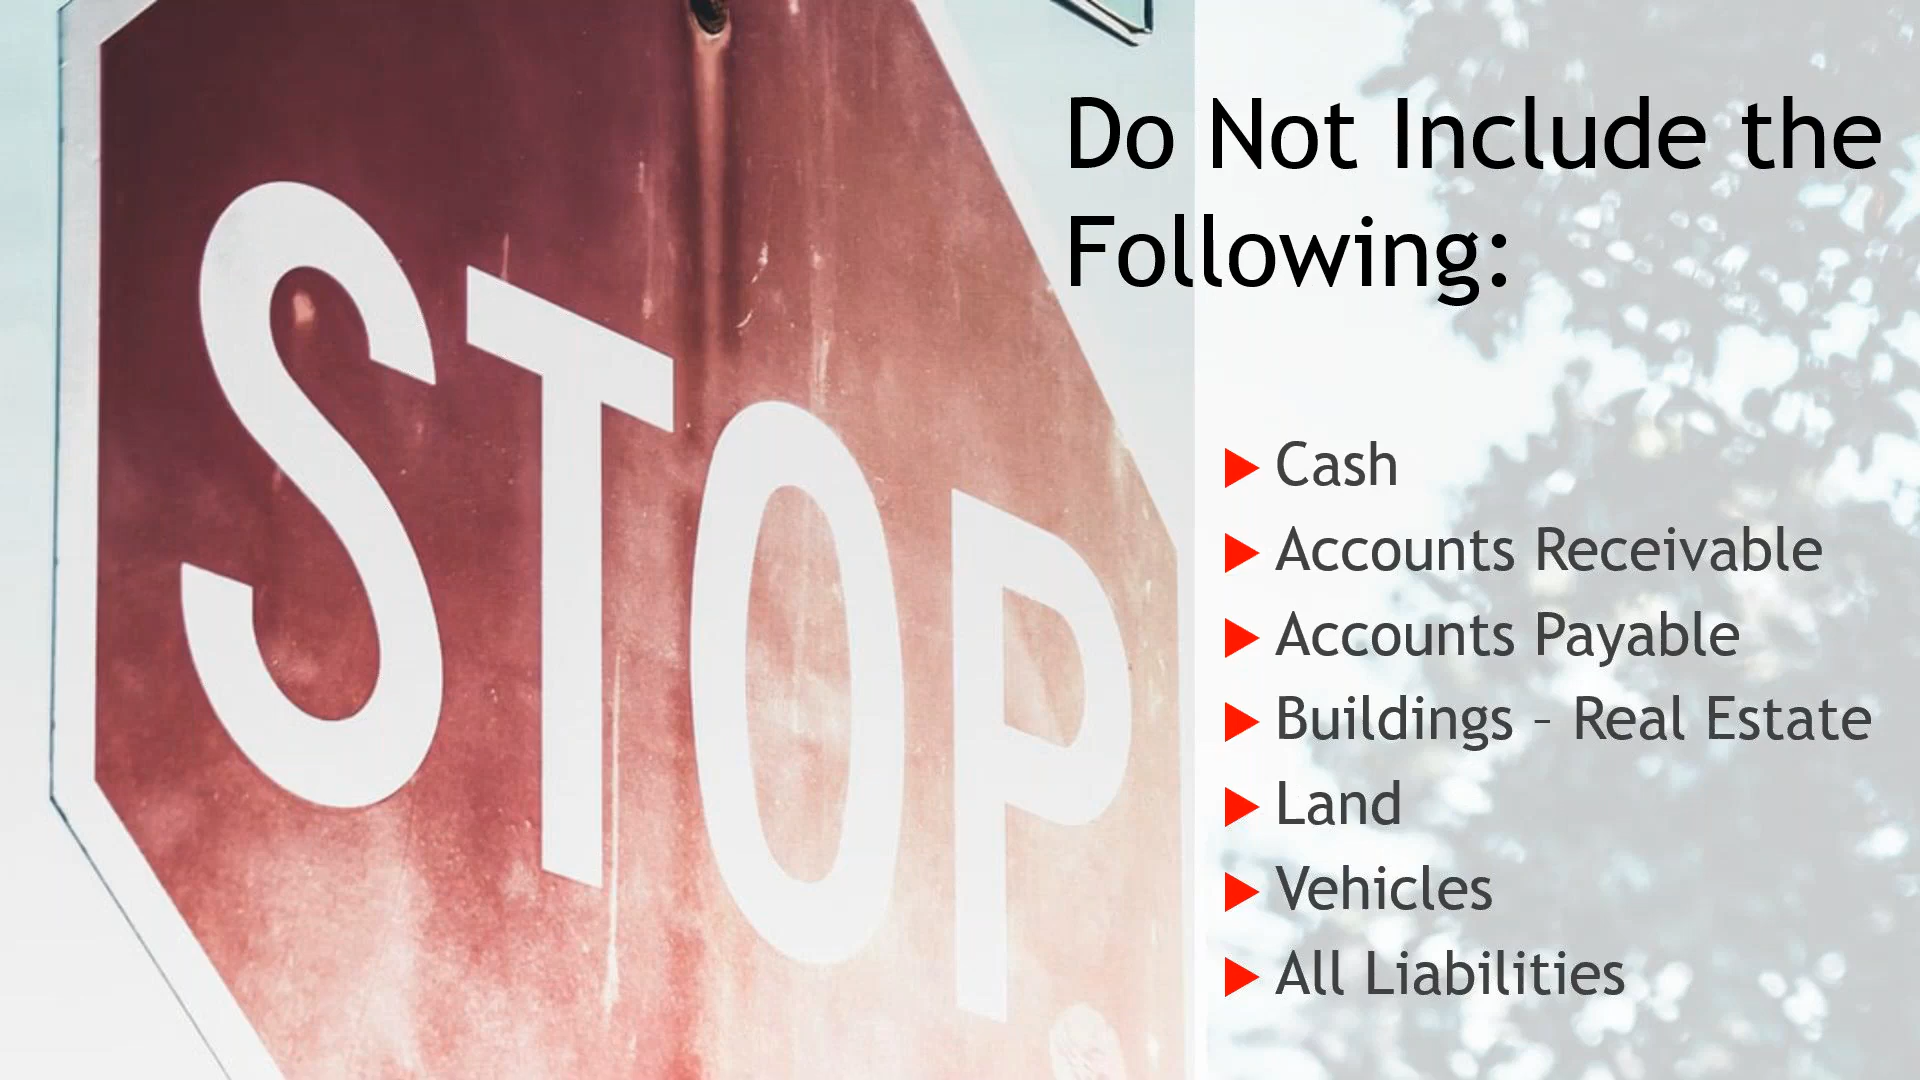 STOP
Do Not Include the
Following:
Cash
Accounts Receivable
Accounts Payable
Buildings – Real Estate
Land
Vehicles
All Liabilities